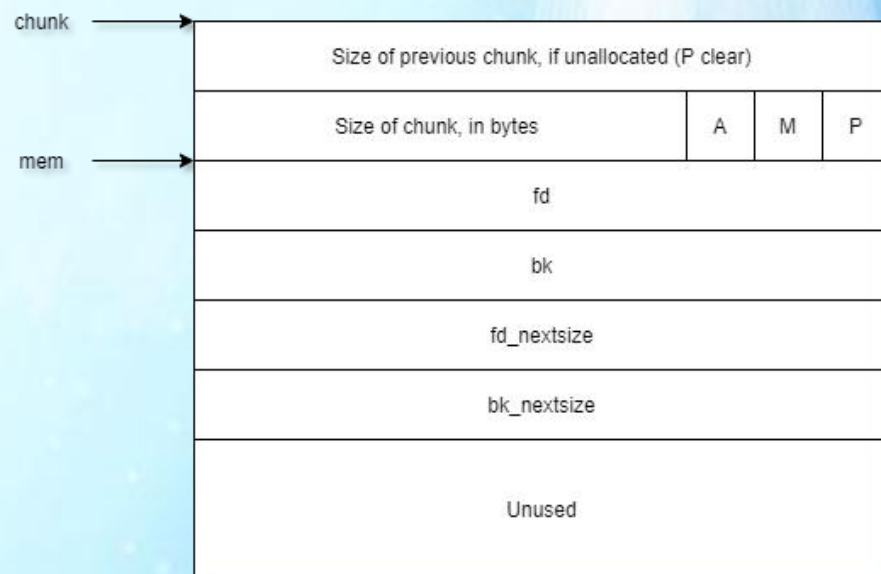 chunk
Size of previous chunk, if unallocated (P clear)
Size of chunk, in bytes A M P
mem
fd
bk
fd_nextsize
bk_nextsize
Unused